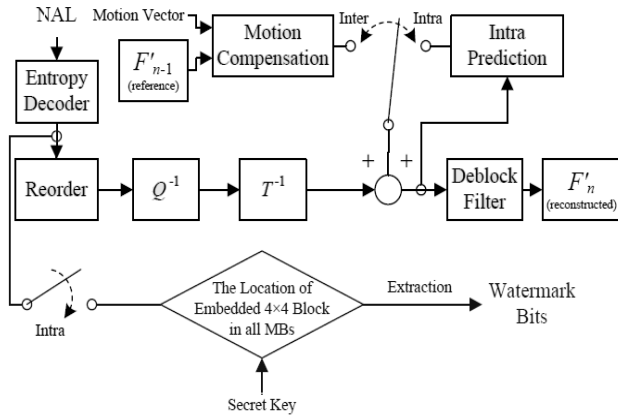 NAL
Motion Vector
F'n-1
(reference)
Motion
Compensation
Inter
Intra
Intra
Prediction
Entropy
Decoder
Reorder
Q-1
T-1
+
+
Deblock
Filter
F'n
(reconstructed)
Intra
The Location of
Embedded 4×4 Block
in all MBs
Extraction
Watermark
Bits
Secret Key